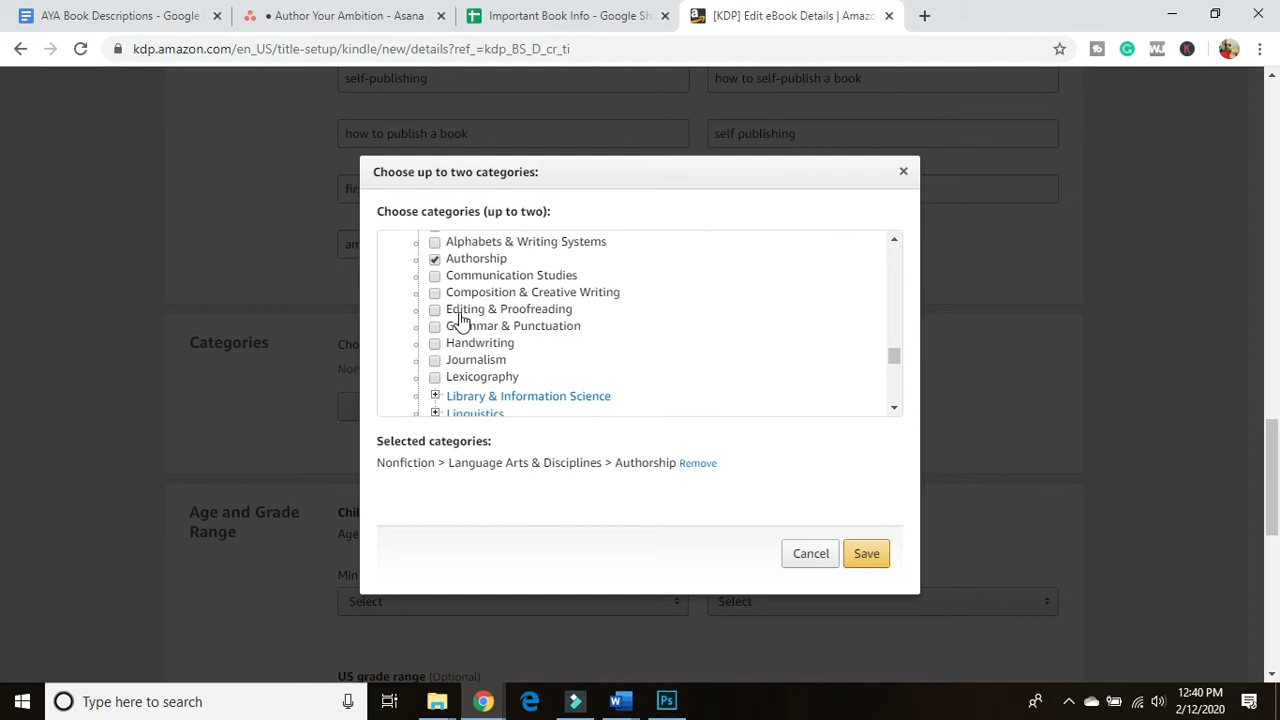 AYA Book Descriptions - Google
Author Your Ambition - Asana
Important Book Info - Google Sh
[KDP] Edit eBook Details | Amazo
kdp.amazon.com/en_US/title-setup/kindle/new/details?ref_=kdp_BS_D_cr_ti
self-publishing
how to self-publish a book
how to publish a book
self publishing
Choose up to two categories:
Choose categories (up to two):
Alphabets & Writing Systems
Authorship
Communication Studies
Composition & Creative Writing
Editing & Proofreading
Grammar & Punctuation
Handwriting
Journalism
Lexicography
Library & Information Science
Linguistics
Selected categories:
Nonfiction > Language Arts & Disciplines > Authorship Remove
Cancel
Save
Categories
Age and Grade
Range
Select
Select
US grade range (Optional)
Type here to search
12:40 PM
2/12/2020